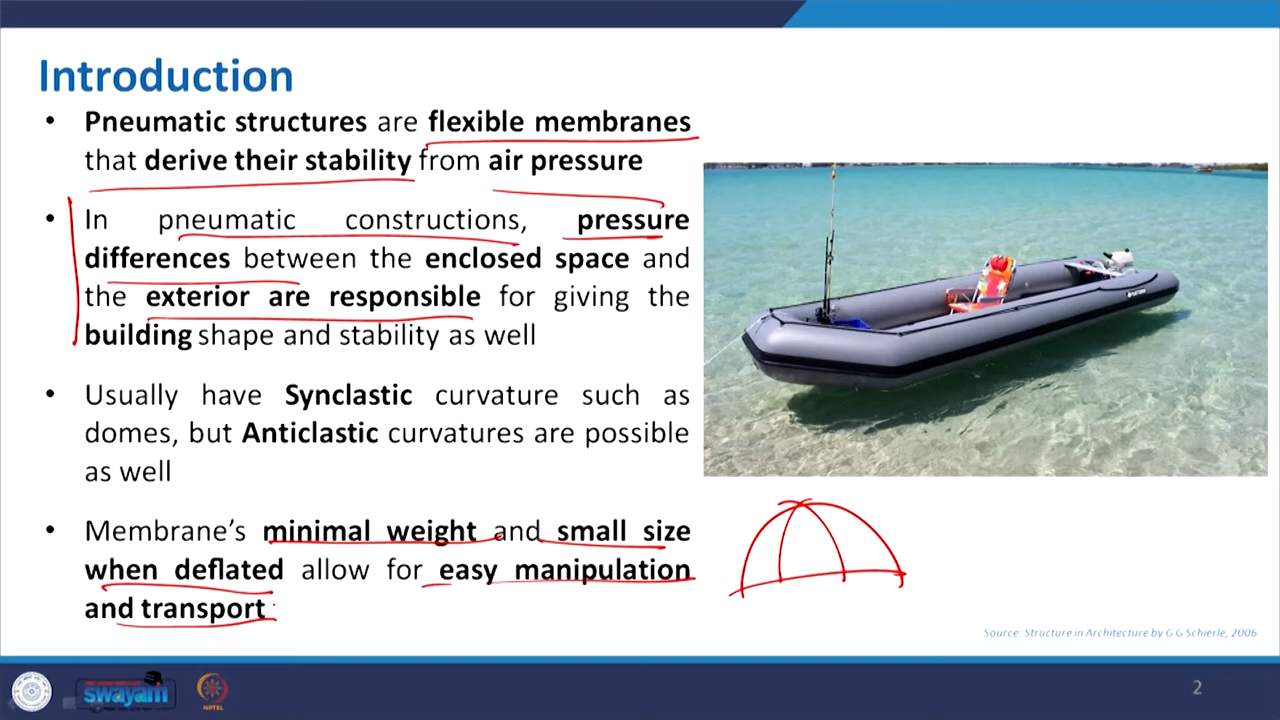 Introduction
• Pneumatic structures are flexible membranes
that derive their stability from air pressure
• In pneumatic constructions, pressure
differences between the enclosed space and
the exterior are responsible for giving the
building shape and stability as well
• Usually have Synclastic curvature such as
domes, but Anticlastic curvatures are possible
as well
• Membrane's minimal weight and small size
when deflated allow for easy manipulation
and transport
Source: Structure in Architecture by G G Schierle, 2006
swayam
NPTEL
2